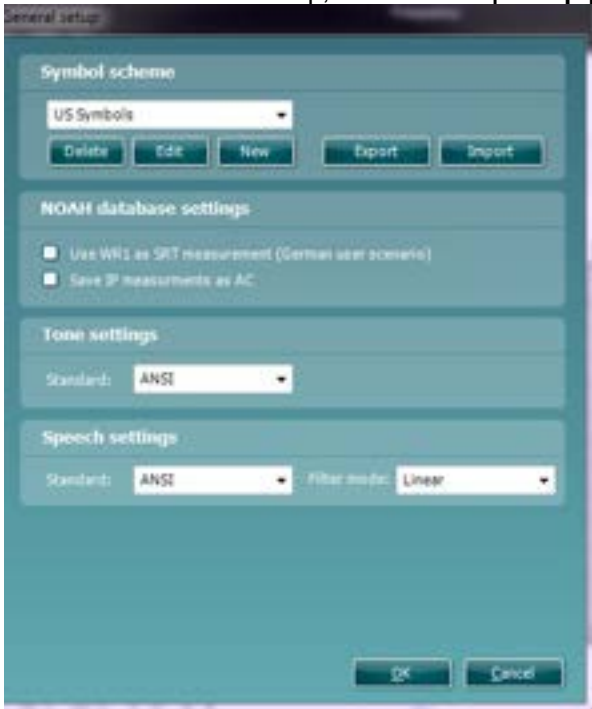 General setup
Symbol scheme
US Symbols
Delete Edit New Export Import
NOAH database settings
Use WR1 as SRT measurement (German user scenario)
Save IP measurments as AC
Tone settings
Standard: ANSI
Speech settings
Standard: ANSI Filter mode: Linear
OK Cancel